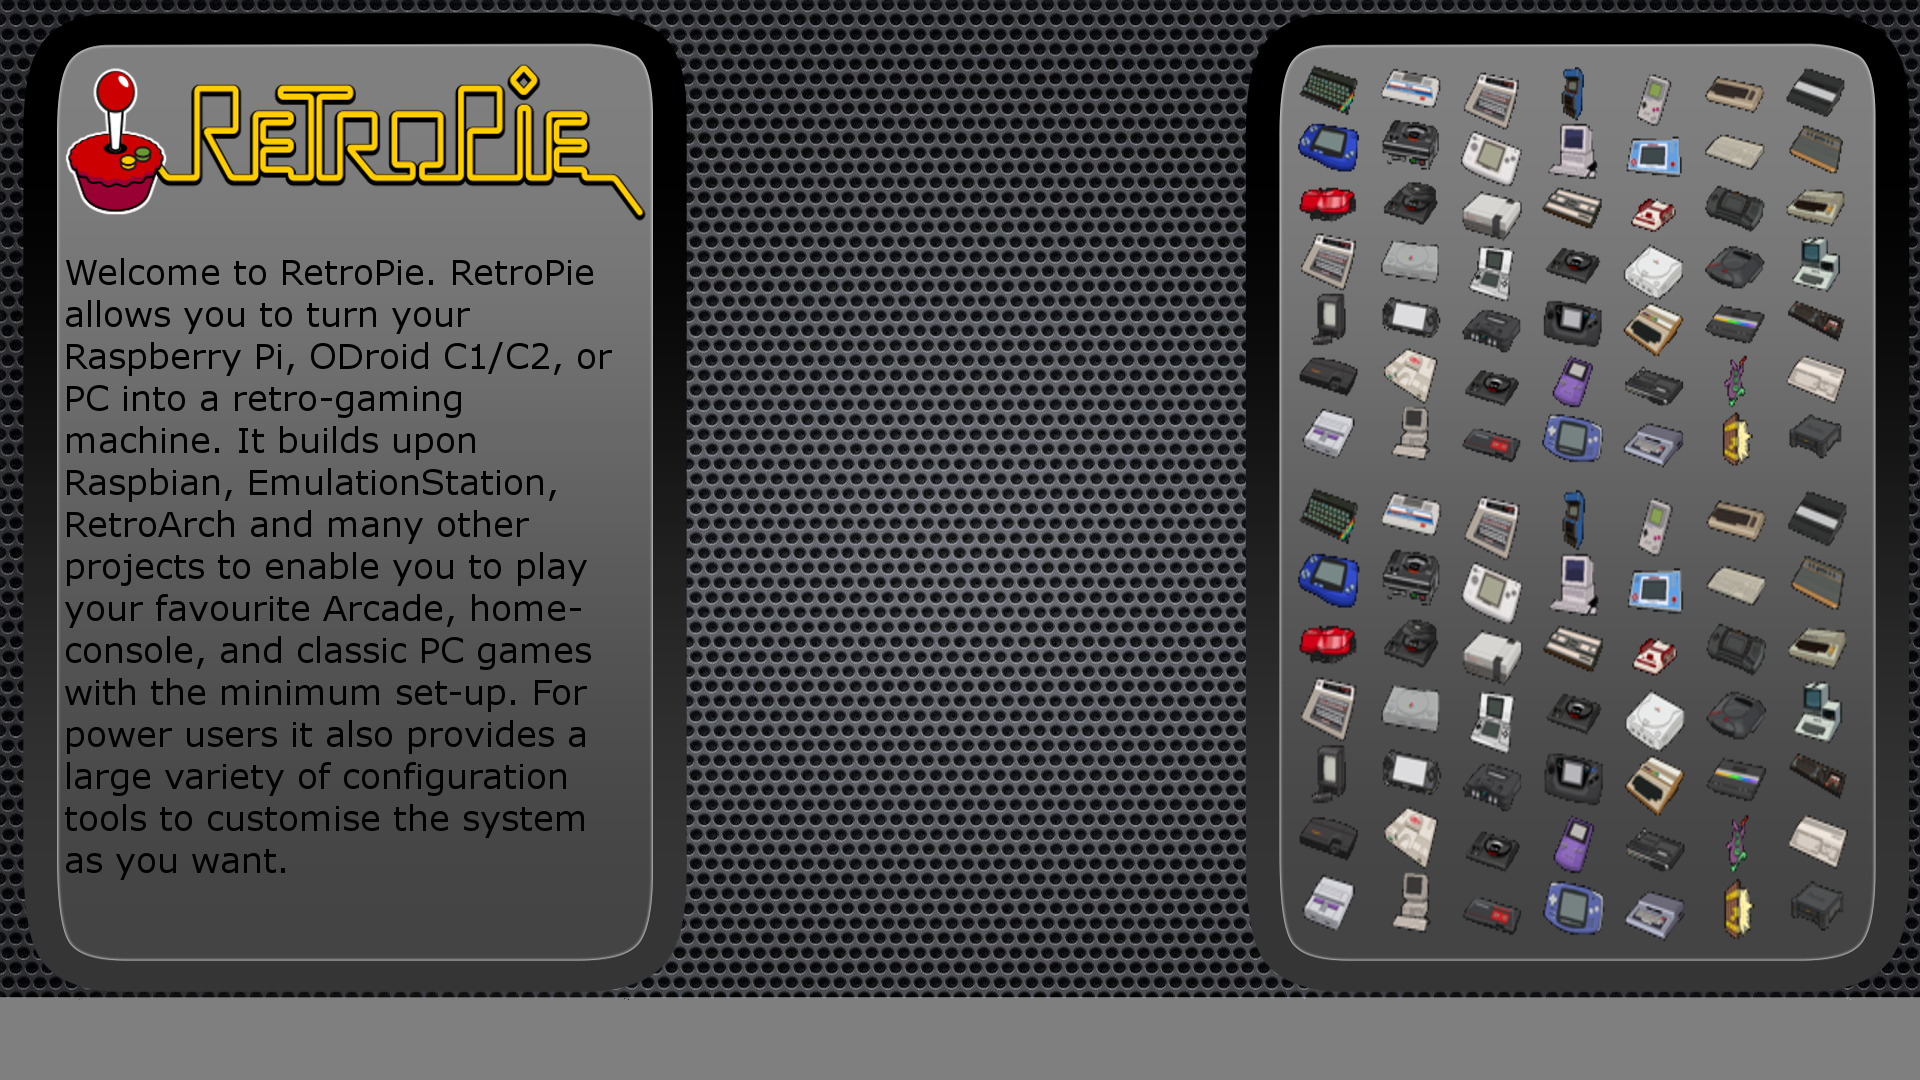 RETROPIE
Welcome to RetroPie. RetroPie
allows you to turn your
Raspberry Pi, ODroid C1/C2, or
PC into a retro-gaming
machine. It builds upon
Raspbian, EmulationStation,
RetroArch and many other
projects to enable you to play
your favourite Arcade, home-
console, and classic PC games
with the minimum set-up. For
power users it also provides a
large variety of configuration
tools to customise the system
as you want.